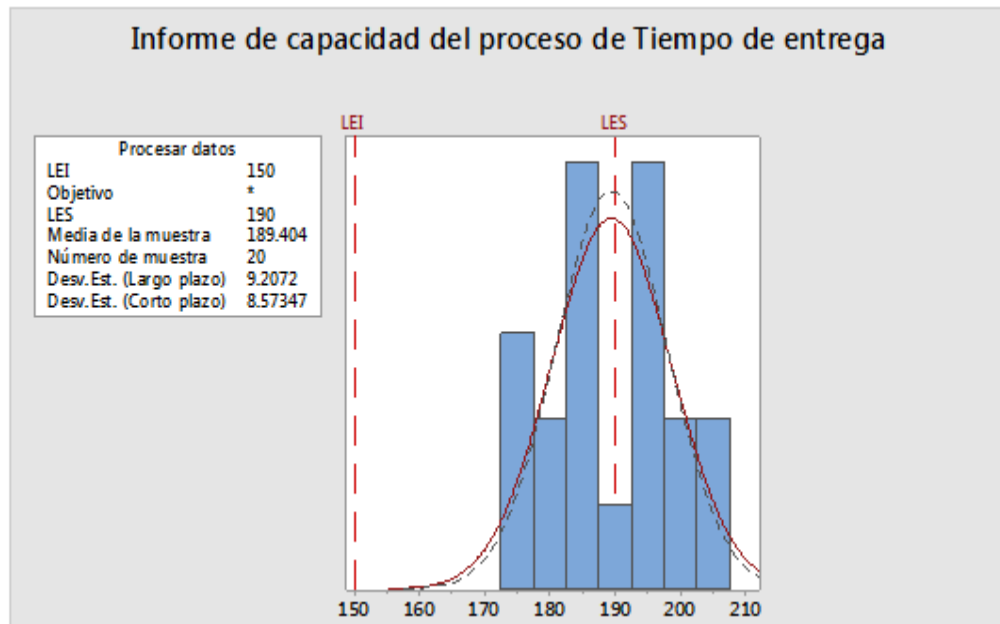 Informe de capacidad del proceso de Tiempo de entrega
LEI LES
Procesar datos
LEI 150
Objetivo *
LES 190
Media de la muestra 189.404
Número de muestra 20
Desv.Est. (Largo plazo) 9.2072
Desv.Est. (Corto plazo) 8.57347
150 160 170 180 190 200 210